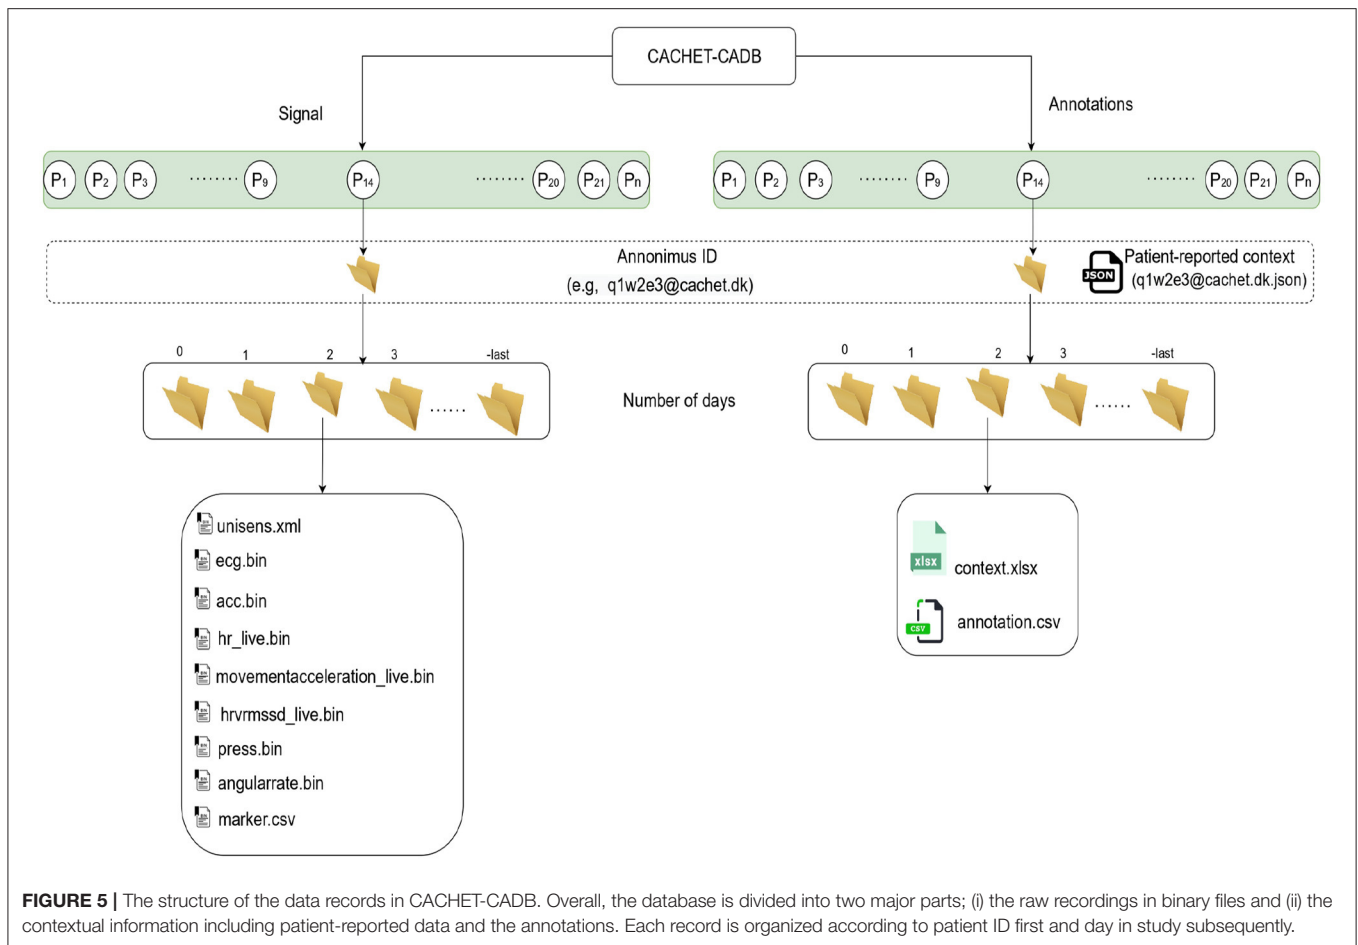 CACHET-CADB
Signal
Annotations
P1 P2 P3 ........ P9 P14 ........ P20 P21 Pn
P1 P2 P3 ........ P9 P14 ........ P20 P21 Pn
Annonimus ID
(e.g, q1w2e3@cachet.dk)
JSON
Patient-reported context
(q1w2e3@cachet.dk.json)
0 1 2 3 -last
......
Number of days
0 1 2 3 -last
......
unisens.xml
ecg.bin
acc.bin
hr_live.bin
movementacceleration_live.bin
hrvrmssd_live.bin
press.bin
angularrate.bin
marker.csv
xlsx
context.xlsx
CSV
annotation.csv
FIGURE 5 | The structure of the data records in CACHET-CADB. Overall, the database is divided into two major parts; (i) the raw recordings in binary files and (ii) the
contextual information including patient-reported data and the annotations. Each record is organized according to patient ID first and day in study subsequently.